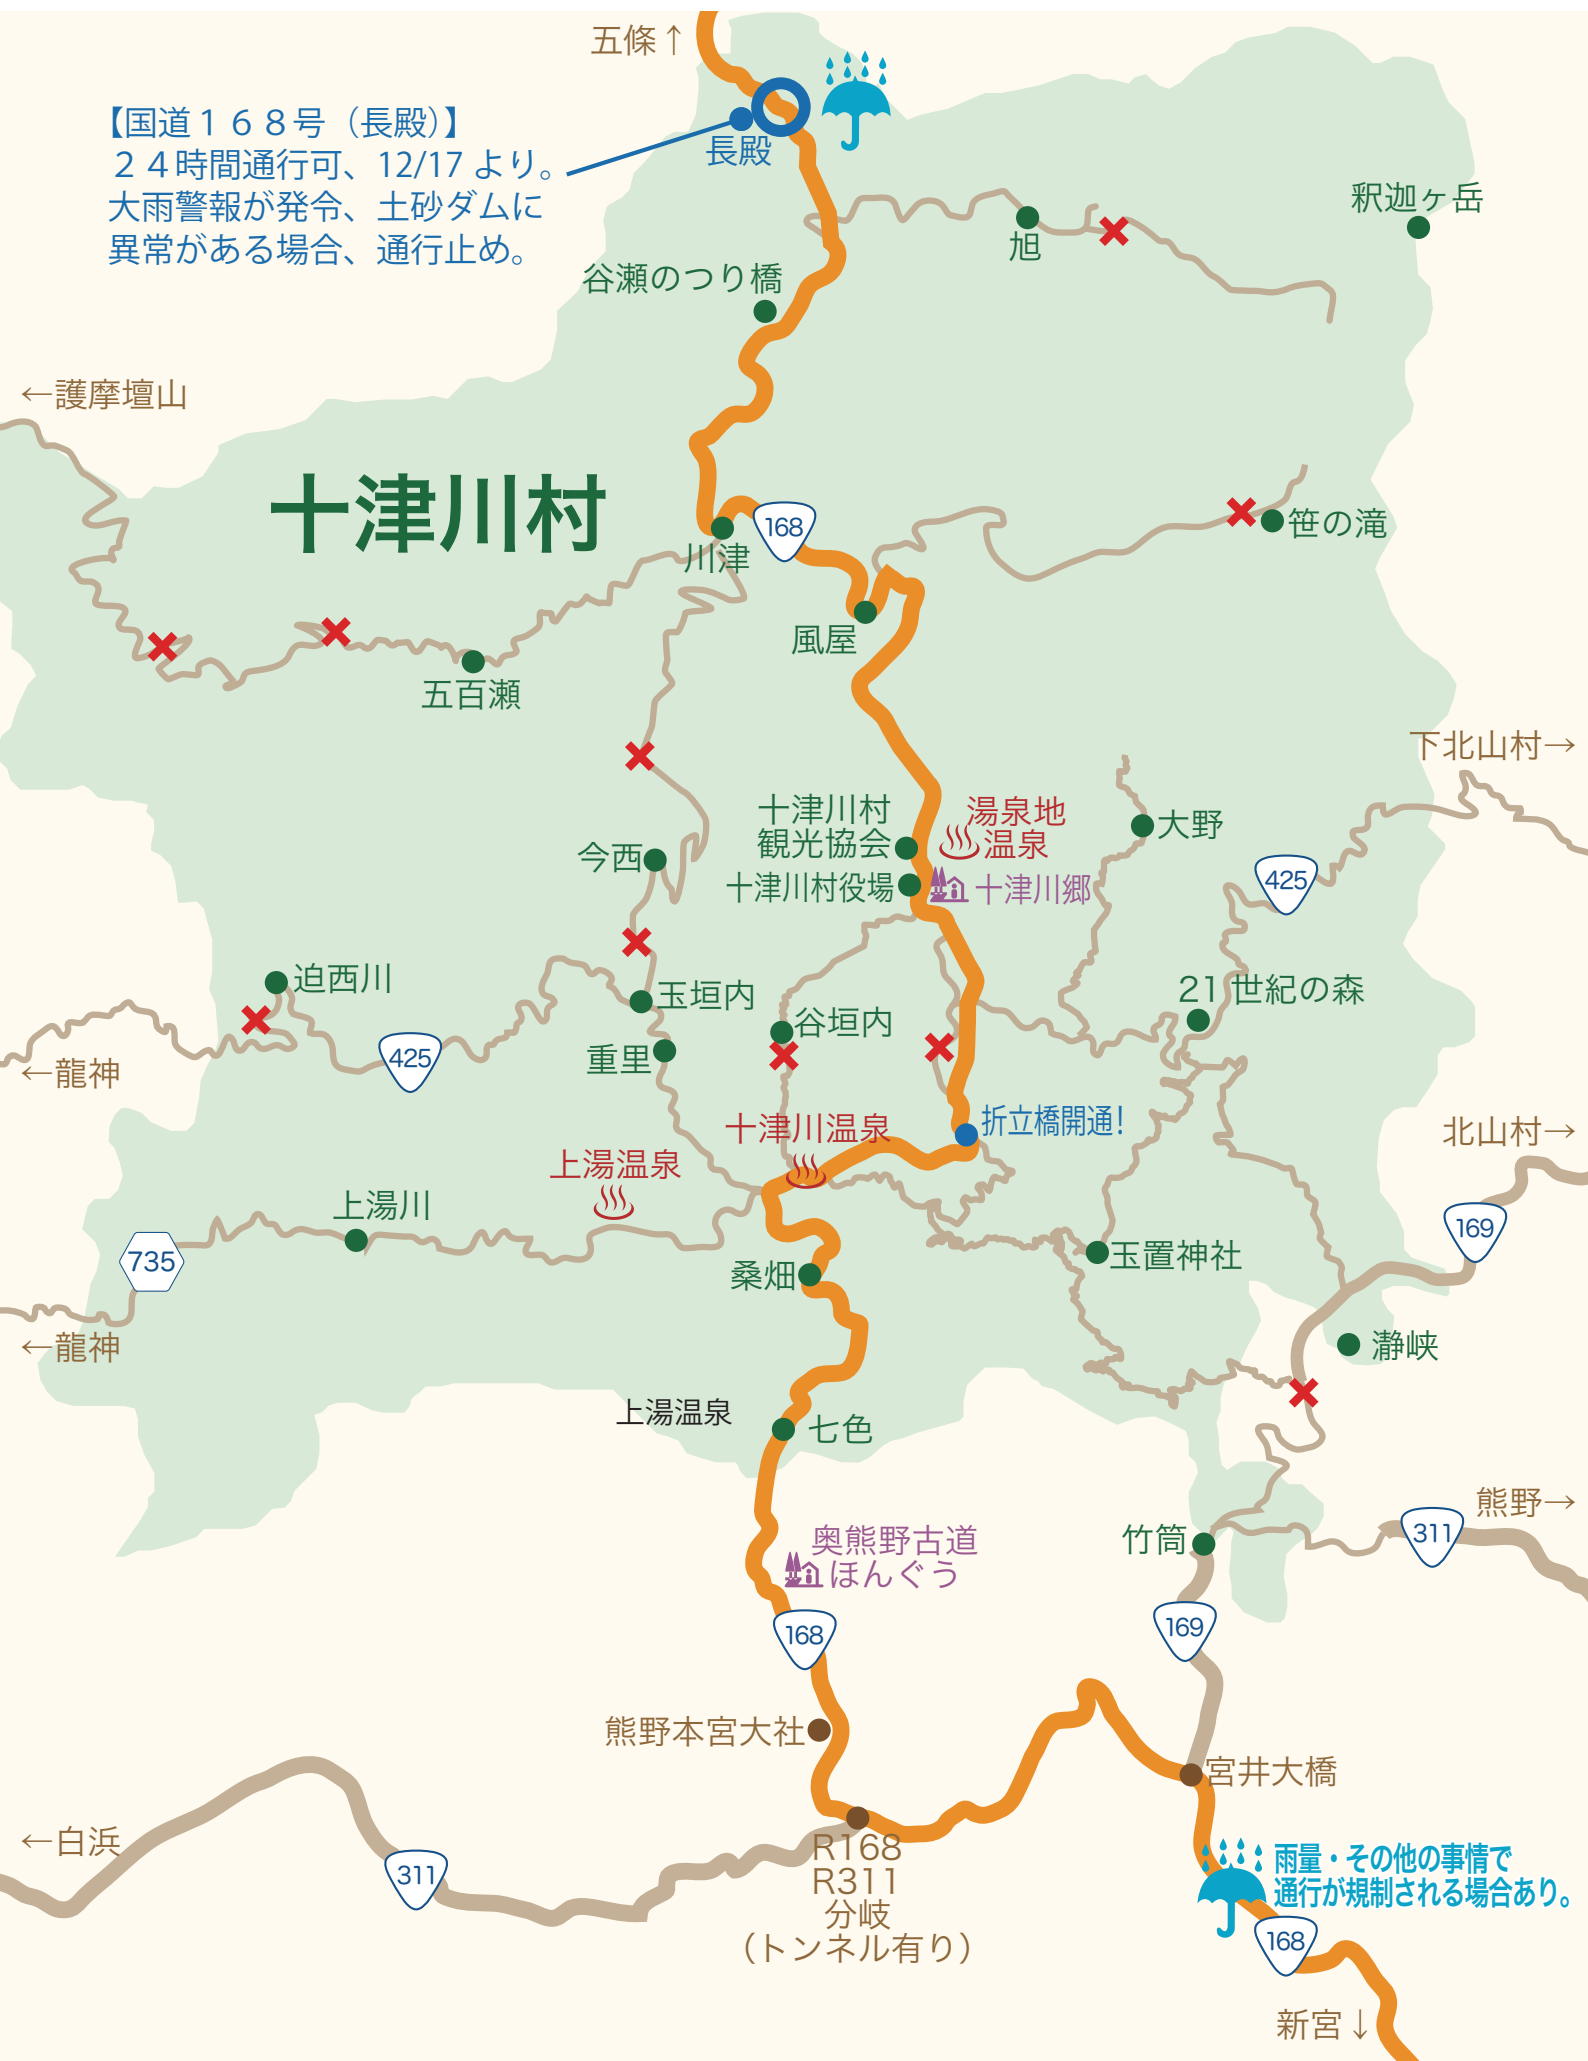 五條↑
【国道１６８号（長殿）】
２４時間通行可、12/17 より。
大雨警報が発令、土砂ダムに
異常がある場合、通行止め。
長殿
釈迦ヶ岳
旭
谷瀬のつり橋
←護摩壇山
十津川村
168
川津
笹の滝
風屋
五百瀬
下北山村→
十津川村
観光協会
湯泉地
温泉
大野
今西
十津川村役場
十津川郷
425
迫西川
玉垣内
21 世紀の森
谷垣内
425
重里
←龍神
折立橋開通！
十津川温泉
北山村→
上湯温泉
上湯川
169
735
桑畑
玉置神社
←龍神
瀞峡
上湯温泉
七色
熊野→
奥熊野古道
ほんぐう
竹筒
311
168
169
熊野本宮大社
宮井大橋
←白浜
311
R168
R311
分岐
（トンネル有り）
雨量・その他の事情で
通行が規制される場合あり。
168
新宮↓